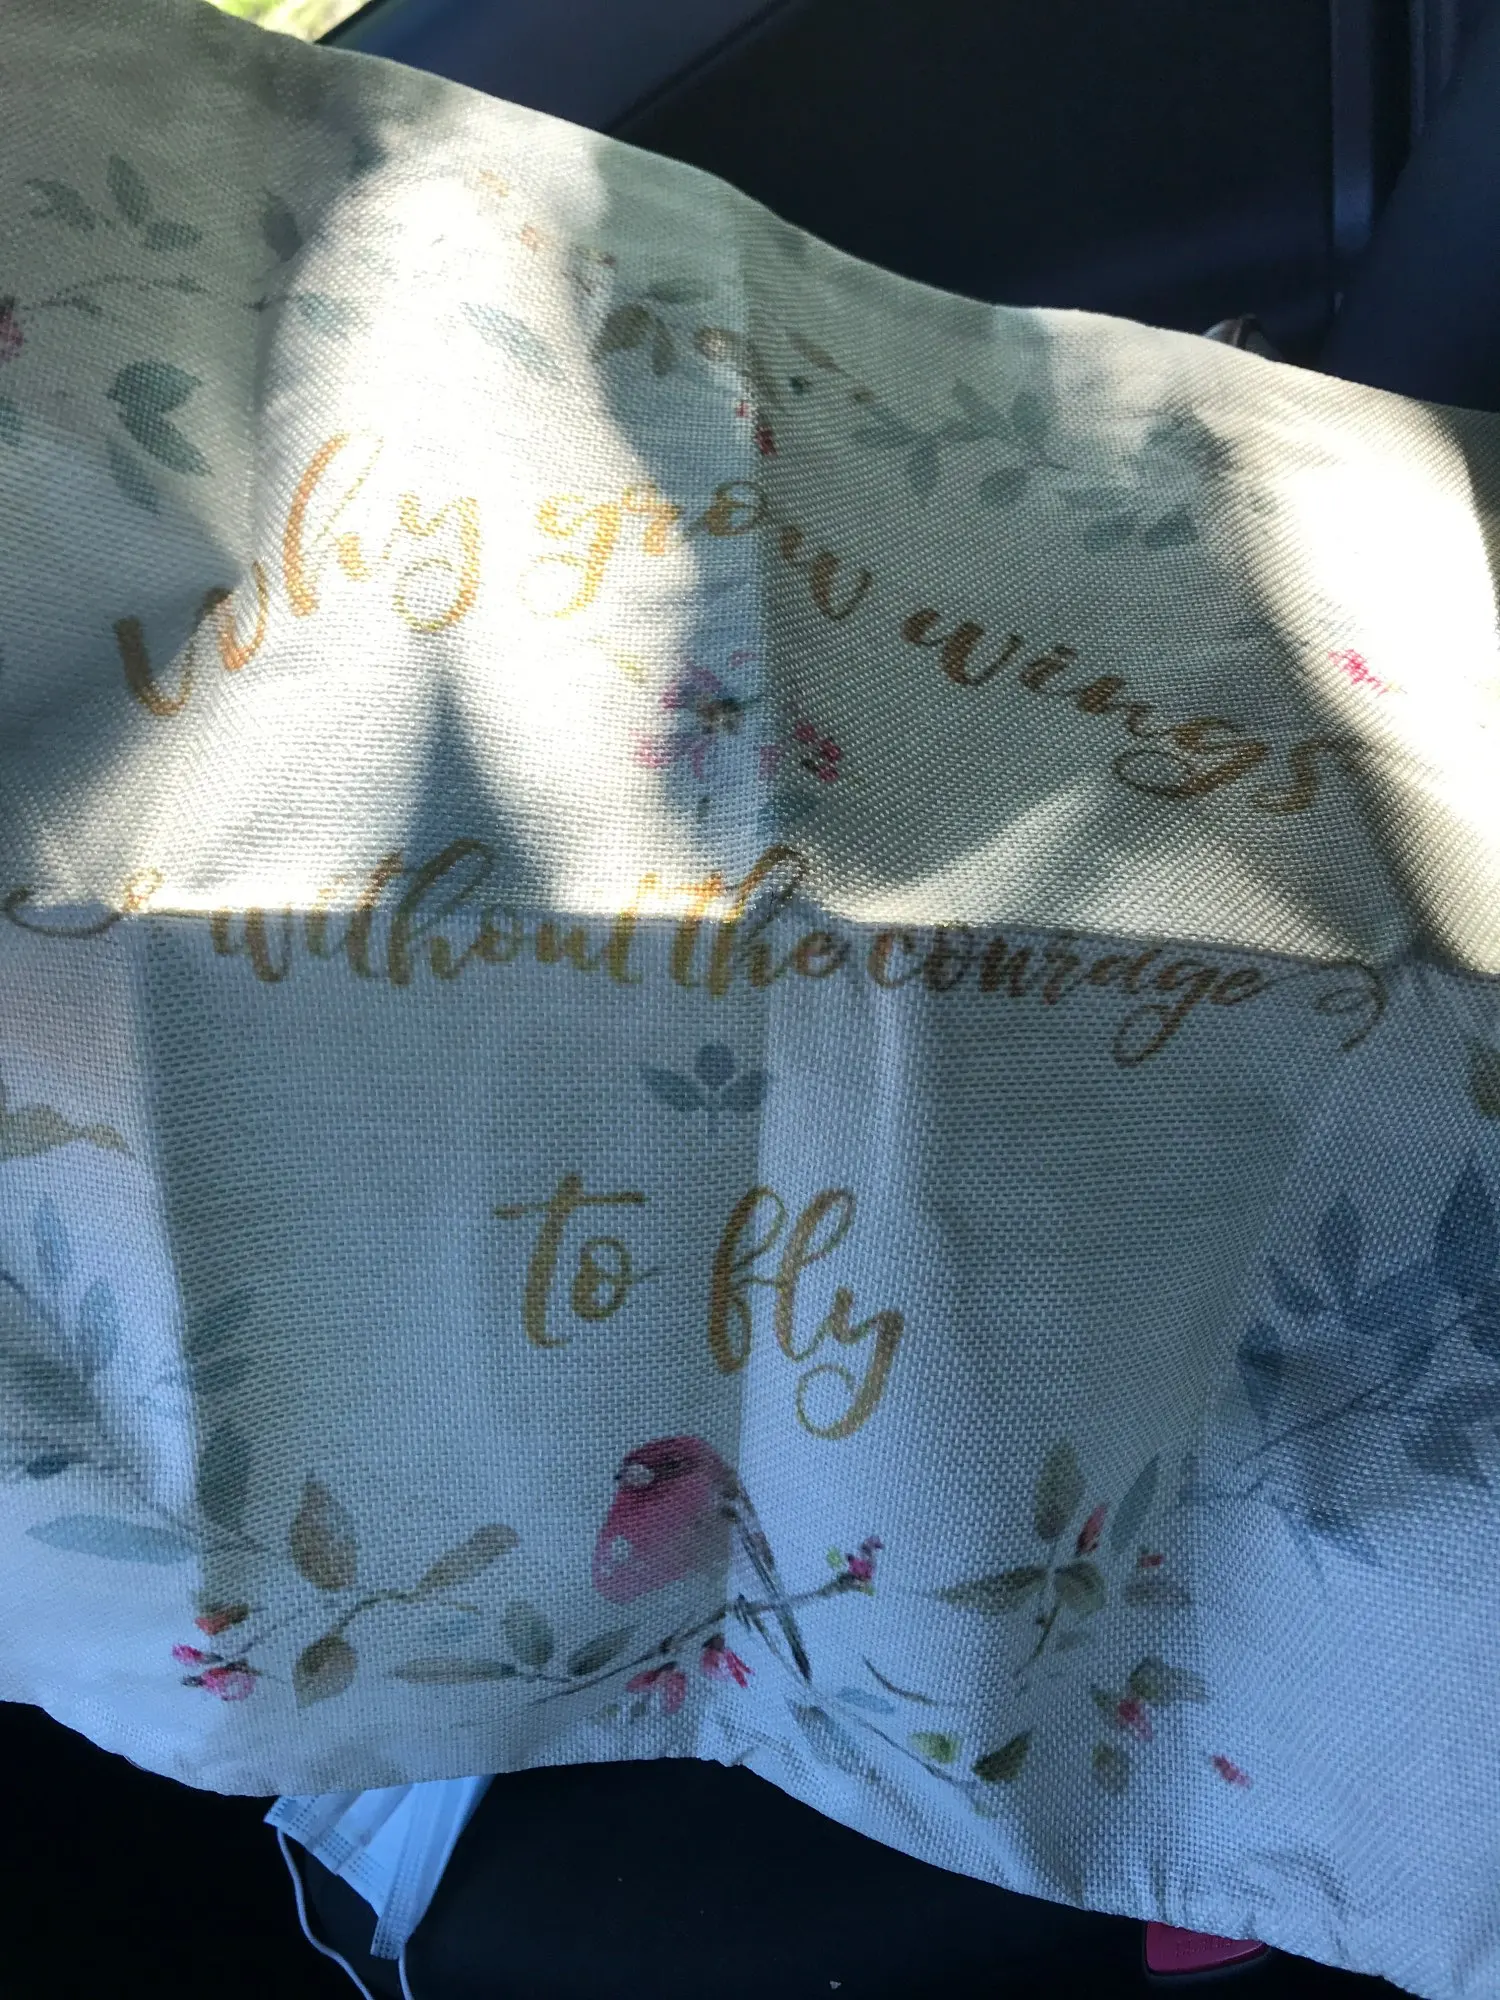 why grow wings
without the courage
to fly